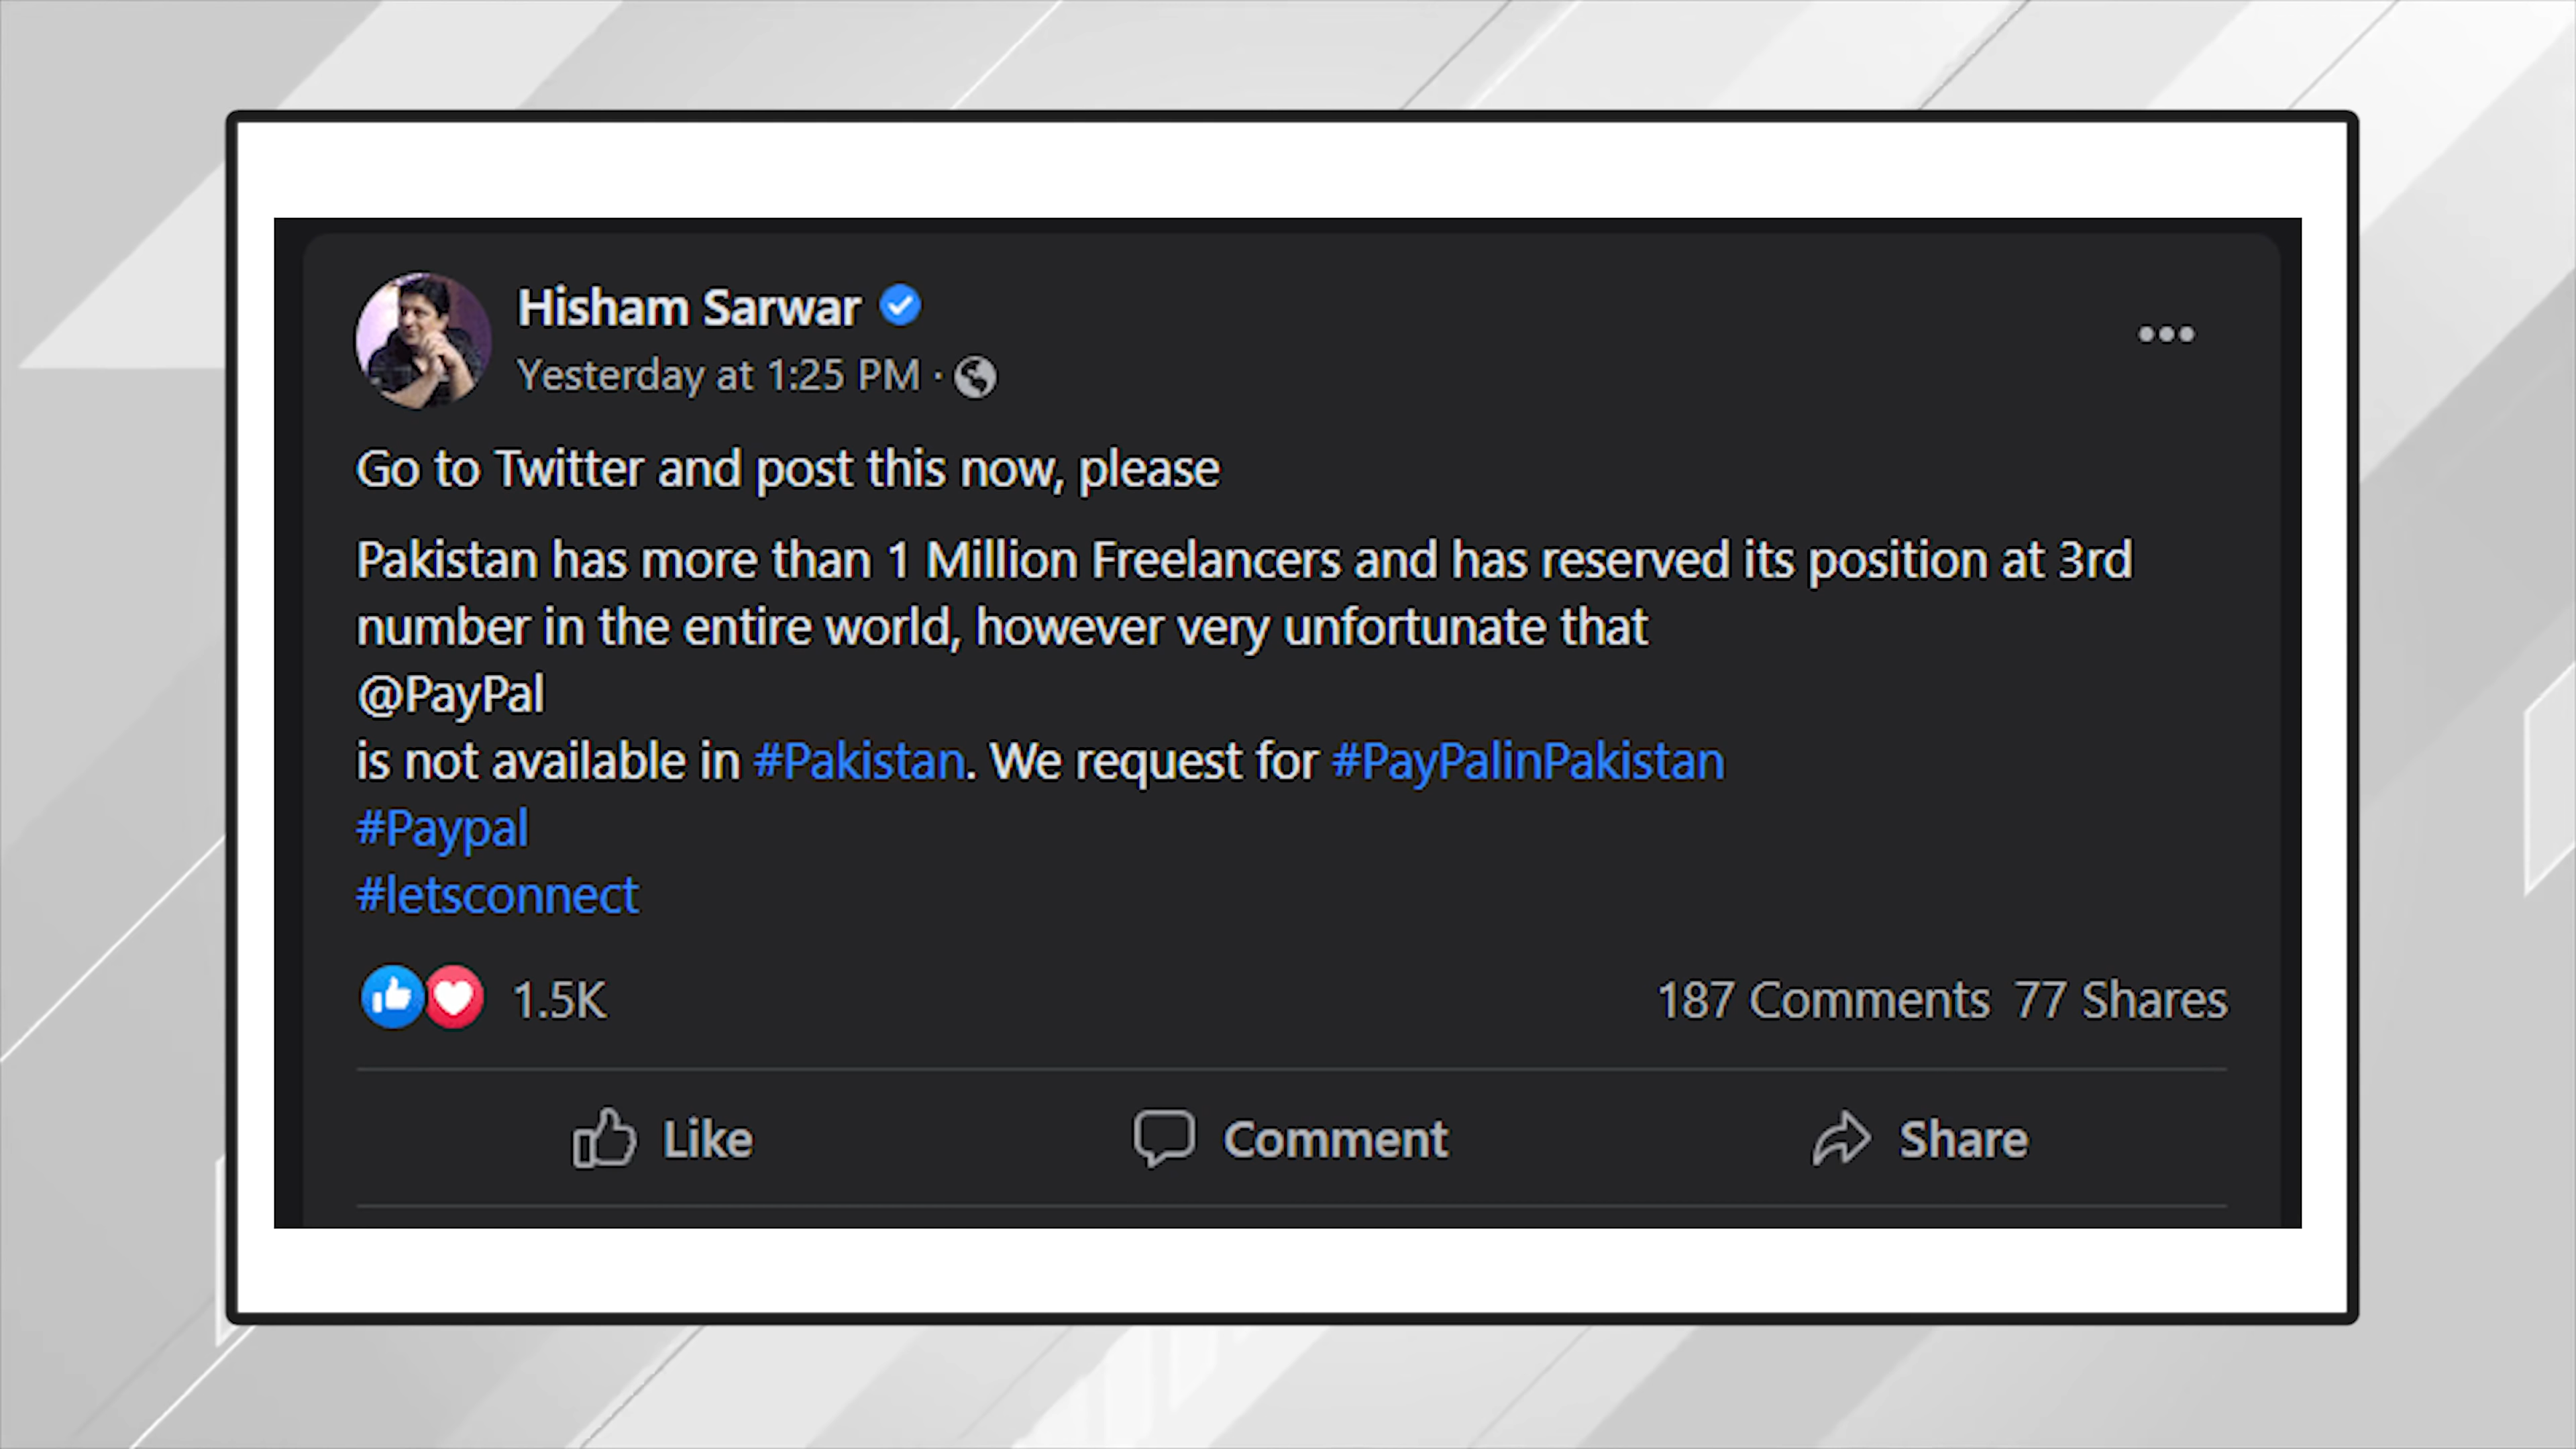 Hisham Sarwar
Yesterday at 1:25 PM ·
Go to Twitter and post this now, please
Pakistan has more than 1 Million Freelancers and has reserved its position at 3rd
number in the entire world, however very unfortunate that
@PayPal
is not available in #Pakistan. We request for #PayPalinPakistan
#Paypal
#letsconnect
1.5K 187 Comments 77 Shares
Like Comment Share